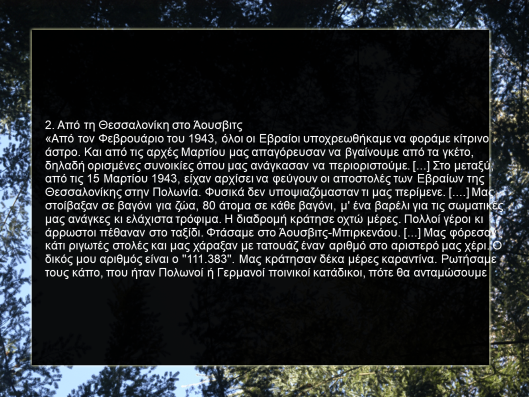 2. Από τη Θεσσαλονίκη στο Άουσβιτς
«Από τον Φεβρουάριο του 1943, όλοι οι Εβραίοι υποχρεωθήκαμε να φοράμε κίτρινο
άστρο. Και από τις αρχές Μαρτίου μας απαγόρευσαν να βγαίνουμε από τα γκέτο,
δηλαδή ορισμένες συνοικίες όπου μας ανάγκασαν να περιοριστούμε. [...] Στο μεταξύ,
από τις 15 Μαρτίου 1943, είχαν αρχίσει να φεύγουν οι αποστολές των Εβραίων της
Θεσσαλονίκης στην Πολωνία. Φυσικά δεν υποψιαζόμασταν τι μας περίμενε. [....] Μας
στοίβαξαν σε βαγόνι για ζώα, 80 άτομα σε κάθε βαγόνι, μ' ένα βαρέλι για τις σωματικές
μας ανάγκες κι ελάχιστα τρόφιμα. Η διαδρομή κράτησε οχτώ μέρες. Πολλοί γέροι κι
άρρωστοι πέθαναν στο ταξίδι. Φτάσαμε στο Άουσβιτς-Μπιρκενάου. [...] Μας φόρεσαν
κάτι ριγωτές στολές και μας χάραξαν με τατουάζ έναν αριθμό στο αριστερό μας χέρι. Ο
δικός μου αριθμός είναι ο "111.383". Μας κράτησαν δέκα μέρες καραντίνα. Ρωτήσαμε
τους κάπο, που ήταν Πολωνοί ή Γερμανοί ποινικοί κατάδικοι, πότε θα ανταμώσουμε